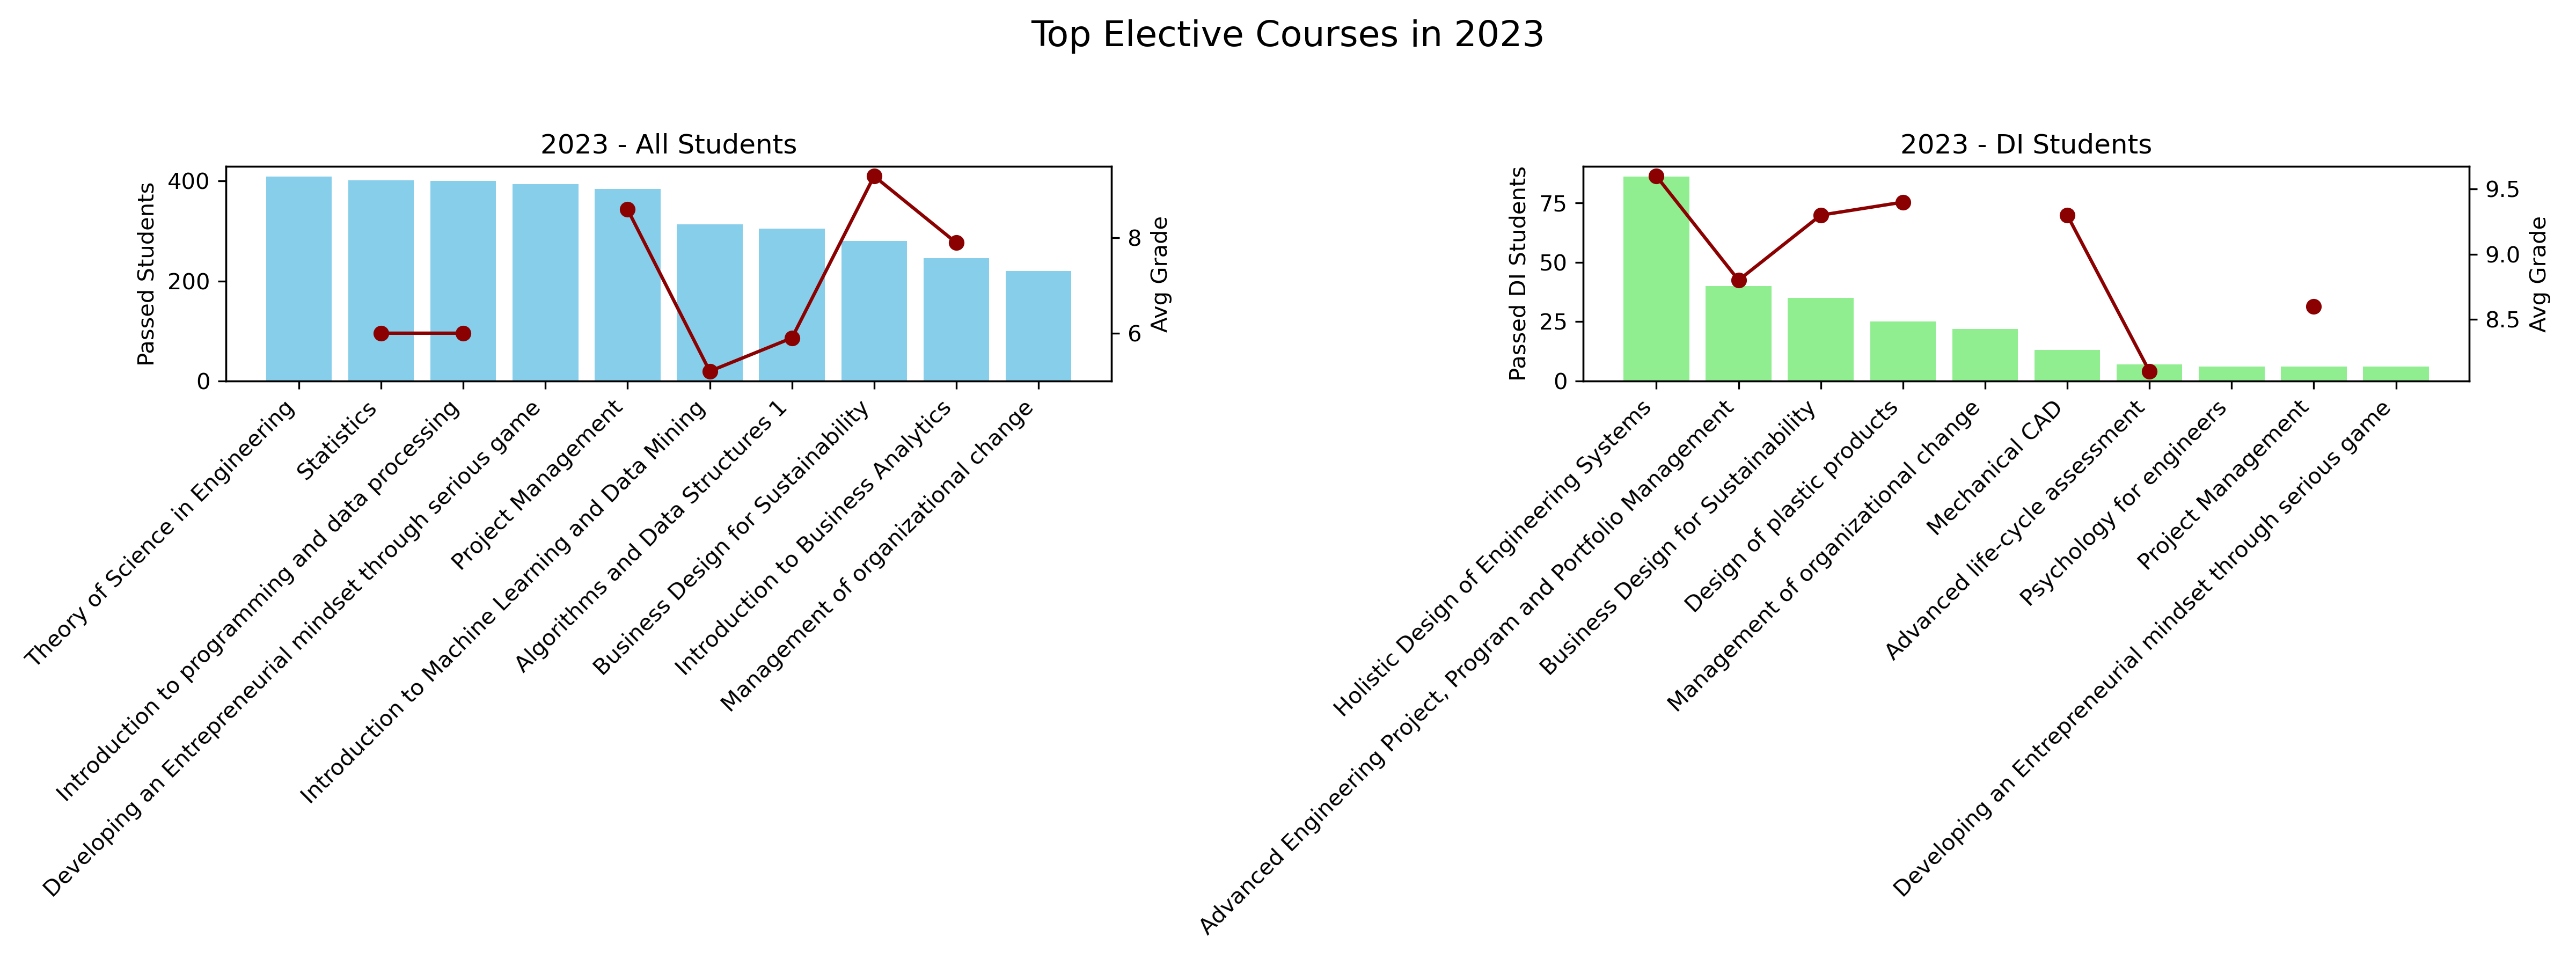 Top Elective Courses in 2023
2023 - All Students
Passed Students
400
200
0
8
6
Avg Grade
Theory of Science in Engineering
Statistics
Introduction to programming and data processing
Developing an Entrepreneurial mindset through serious game
Project Management
Introduction to Machine Learning and Data Mining
Algorithms and Data Structures 1
Business Design for Sustainability
Introduction to Business Analytics
Management of organizational change
2023 - DI Students
Passed DI Students
75
50
25
0
9.5
9.0
8.5
Avg Grade
Holistic Design of Engineering Systems
Advanced Engineering Project, Program and Portfolio Management
Business Design for Sustainability
Design of plastic products
Management of organizational change
Mechanical CAD
Advanced life-cycle assessment
Psychology for engineers
Project Management
Developing an Entrepreneurial mindset through serious game